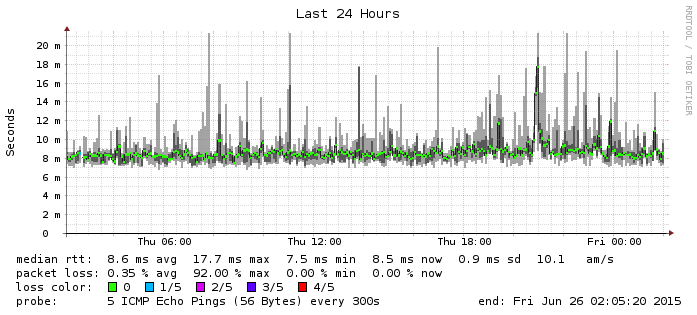 Last 24 Hours
RRDTOOL / TOBI OETIKER
Seconds
20 m
18 m
16 m
14 m
12 m
10 m
8 m
6 m
4 m
2 m
0
Thu 06:00 Thu 12:00 Thu 18:00 Fri 00:00
median rtt: 8.6 ms avg 17.7 ms max 7.5 ms min 8.5 ms now 0.9 ms sd 10.1 am/s
packet loss: 0.35 % avg 92.00 % max 0.00 % min 0.00 % now
loss color: 0 1/5 2/5 3/5 4/5
probe: 5 ICMP Echo Pings (56 Bytes) every 300s end: Fri Jun 26 02:05:20 2015